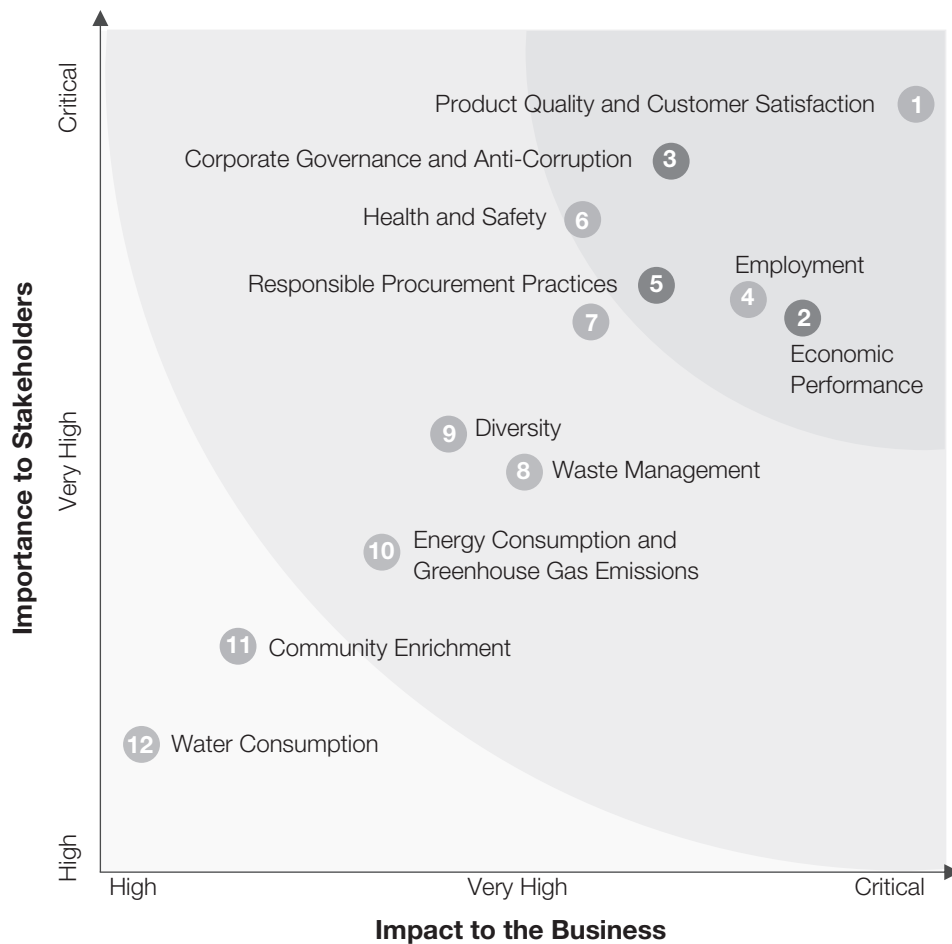 Critical
Product Quality and Customer Satisfaction 1
Corporate Governance and Anti-Corruption 3
Health and Safety 6
Employment
Responsible Procurement Practices 5
4
2
7
Economic
Performance
Importance to Stakeholders
Very High
9 Diversity
8 Waste Management
10 Energy Consumption and
Greenhouse Gas Emissions
11 Community Enrichment
12 Water Consumption
High
High
Very High
Critical
Impact to the Business